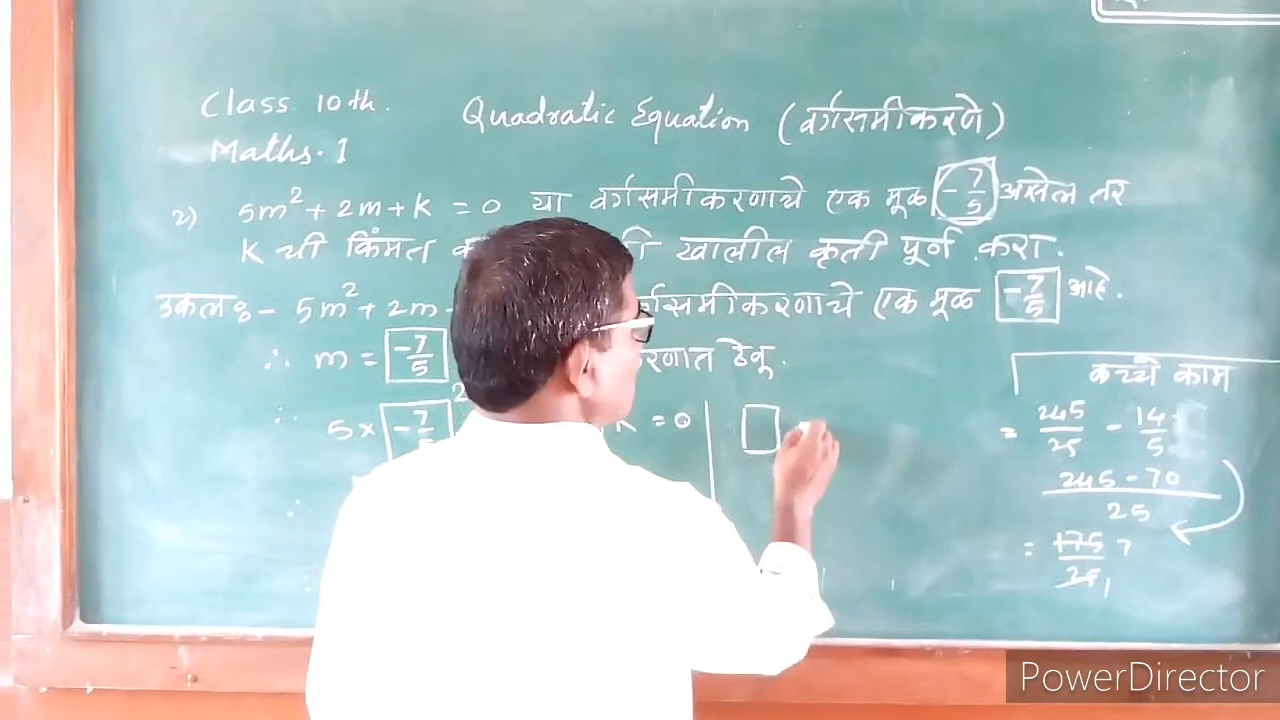 Class 10th.
Quadratic Equation (वर्गसमीकरणे)
Maths. I
२) 5m² + 2m + k = 0 या वर्गसमीकरणाचे एक मूळ -7/5 असेल तर
k ची किंमत खालील कृती पूर्ण करा.
उकल :- 5m² + 2m वर्गसमीकरणाचे एक मूळ -7/5 आहे.
∴ m = -7/5 ठेवू.
कच्चे काम
∴ 5 × -7/5 ² k = 0
= 245/25 - 14/5
245 - 70
25
= 175 7
25 1
PowerDirector